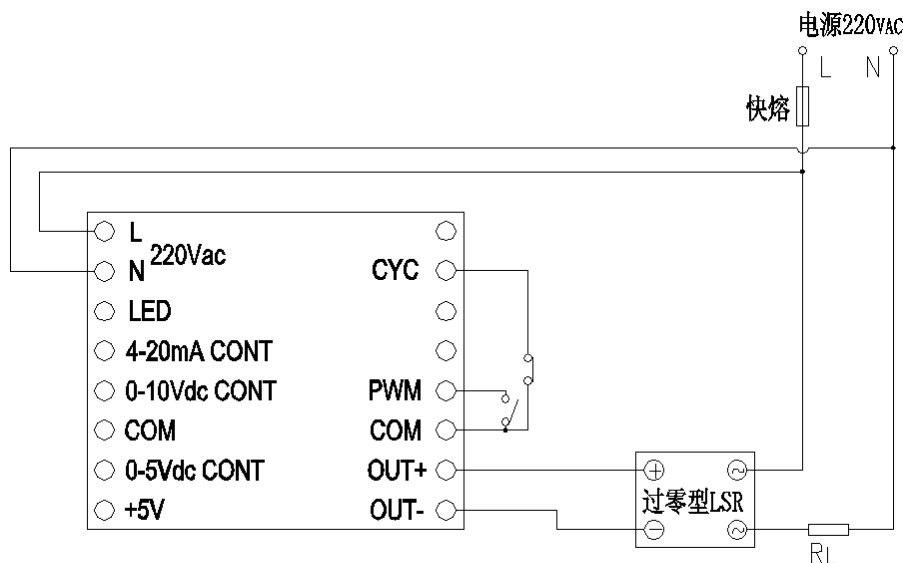 电源220VAC
L N
快熔
L
220Vac
N
CYC
LED
4-20mA CONT
0-10Vdc CONT
PWM
COM
COM
0-5Vdc CONT
OUT+
+5V
OUT-
+ ~
过零型LSR
- ~
RL